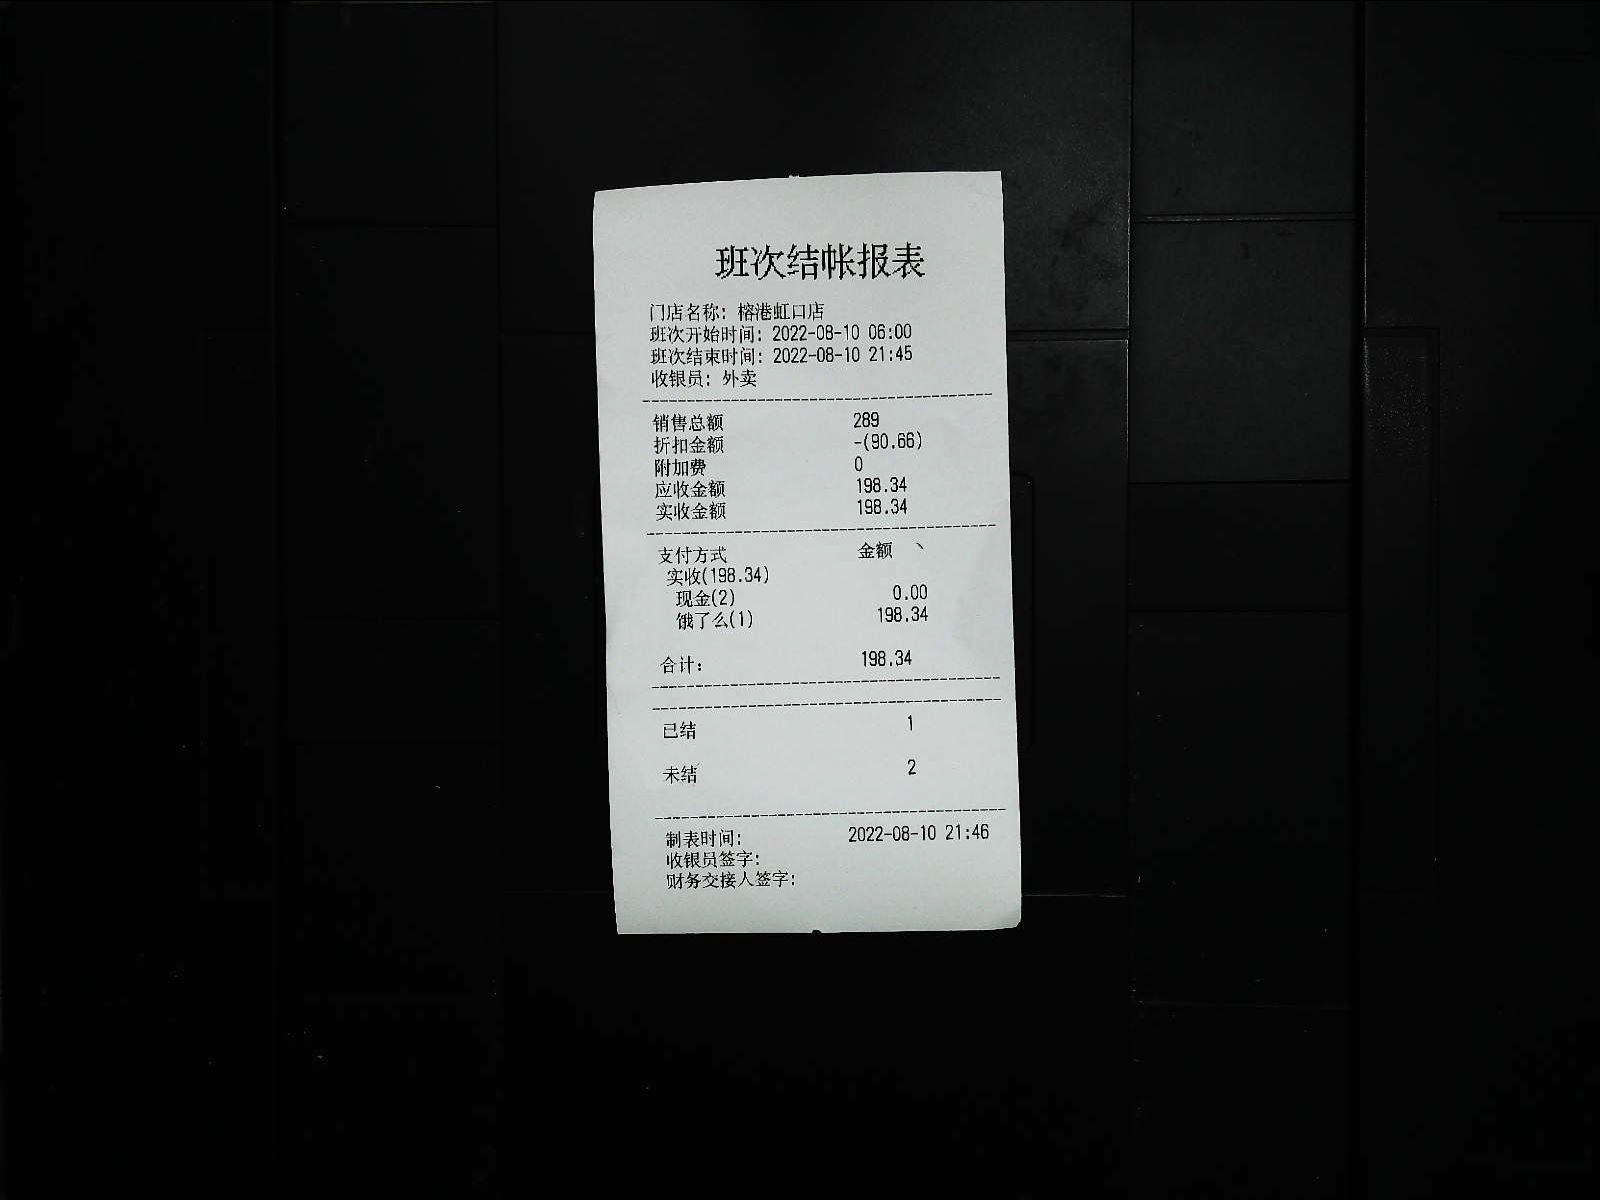 班次结帐报表
门店名称: 榕港虹口店
班次开始时间: 2022-08-10 06:00
班次结束时间: 2022-08-10 21:45
收银员: 外卖
销售总额 289
折扣金额 -(90.66)
附加费 0
应收金额 198.34
实收金额 198.34
支付方式 金额
实收(198.34)
现金(2) 0.00
饿了么(1) 198.34
合计: 198.34
已结 1
未结 2
制表时间: 2022-08-10 21:46
收银员签字:
财务交接人签字: